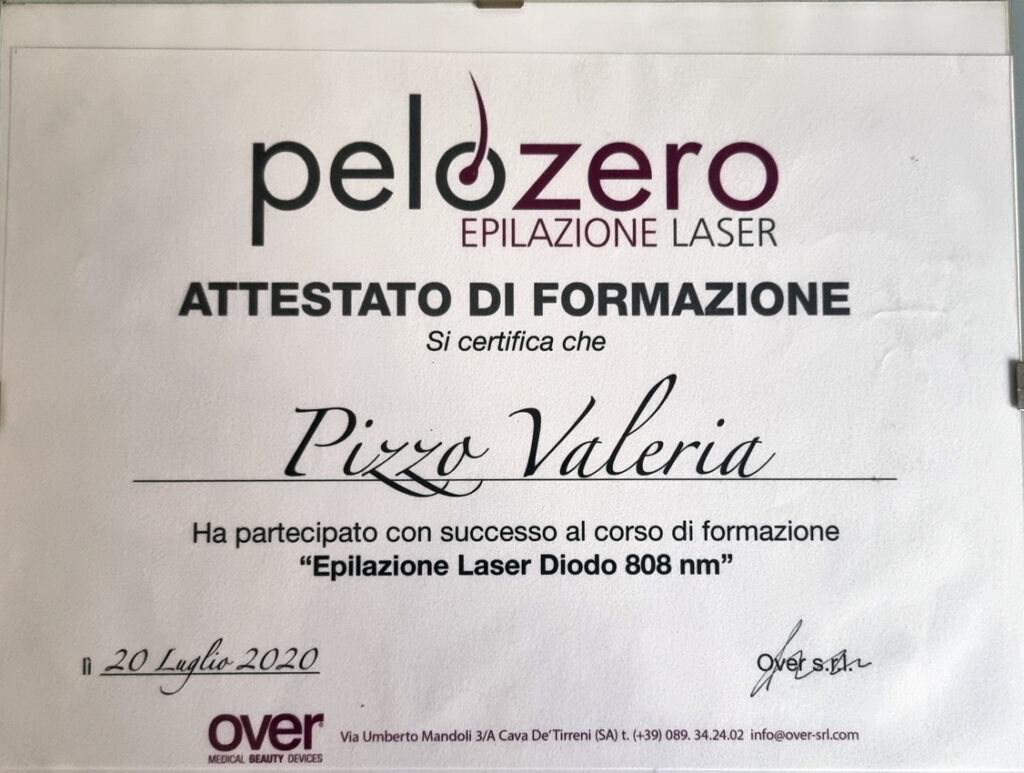 pelozero
EPILAZIONE LASER
ATTESTATO DI FORMAZIONE
Si certifica che
Pizzo Valeria
Ha partecipato con successo al corso di formazione
“Epilazione Laser Diodo 808 nm”
lì 20 Luglio 2020
Over s.r.l.
over®
MEDICAL BEAUTY DEVICES
Via Umberto Mandoli 3/A Cava De’Tirreni (SA) t. (+39) 089. 34.24.02 info@over-srl.com